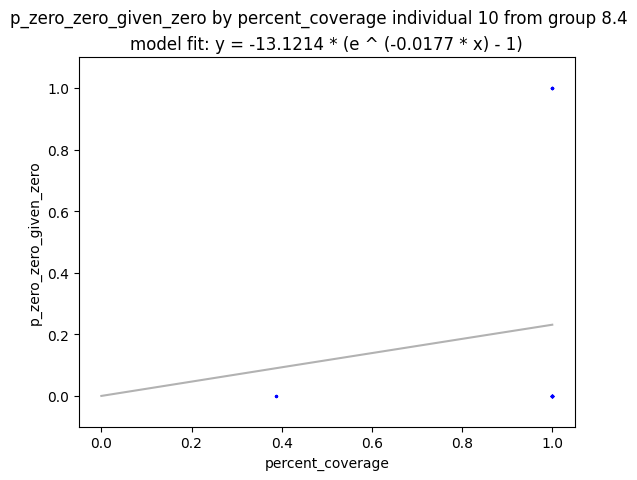 p_zero_zero_given_zero by percent_coverage individual 10 from group 8.4
model fit: y = -13.1214 * (e ^ (-0.0177 * x) - 1)
1.0
0.8
0.6
0.4
0.2
0.0
p_zero_zero_given_zero
0.0 0.2 0.4 0.6 0.8 1.0
percent_coverage